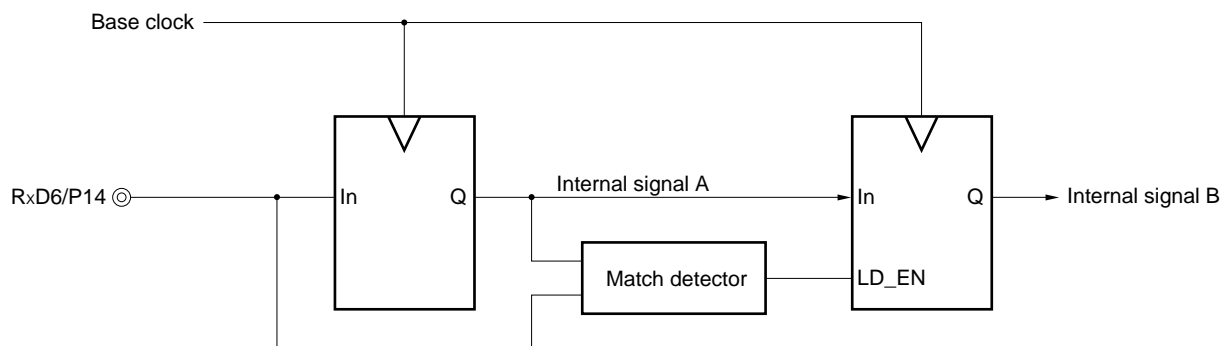 Base clock
RxD6/P14
In
Q
Internal signal A
In
Q
Internal signal B
Match detector
LD_EN